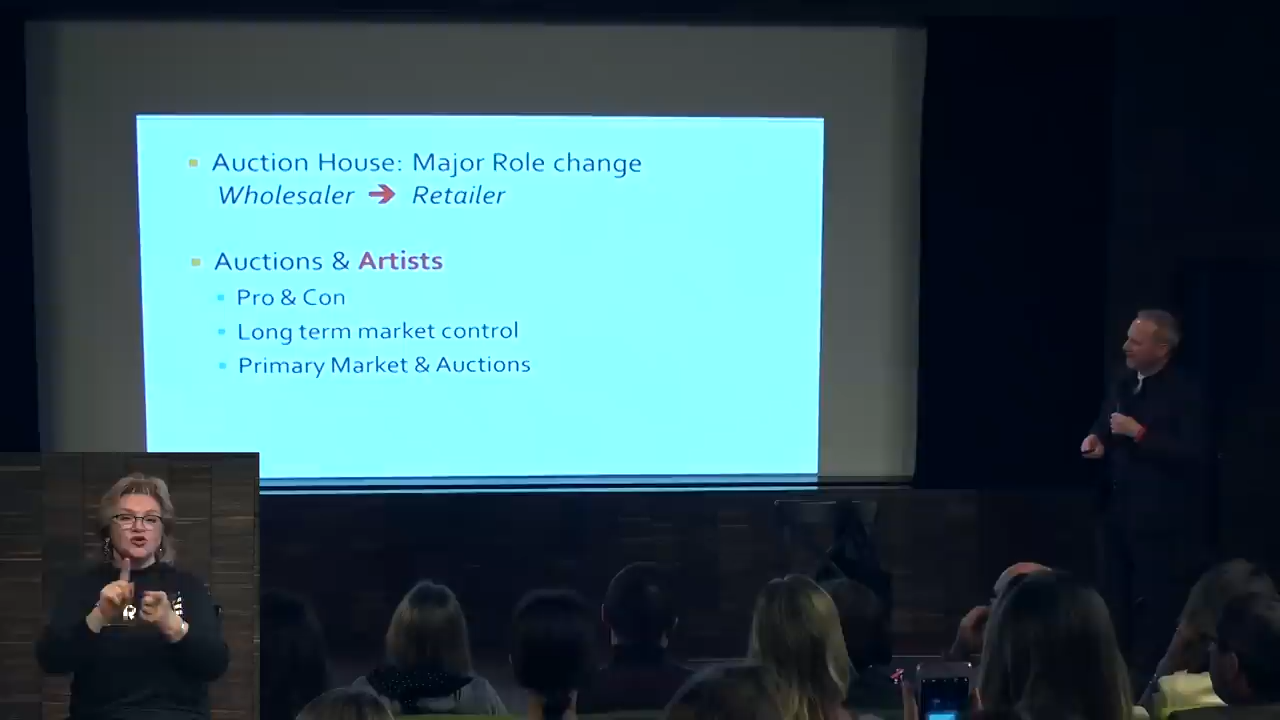 Auction House: Major Role change
Wholesaler ➔ Retailer
Auctions & Artists
Pro & Con
Long term market control
Primary Market & Auctions